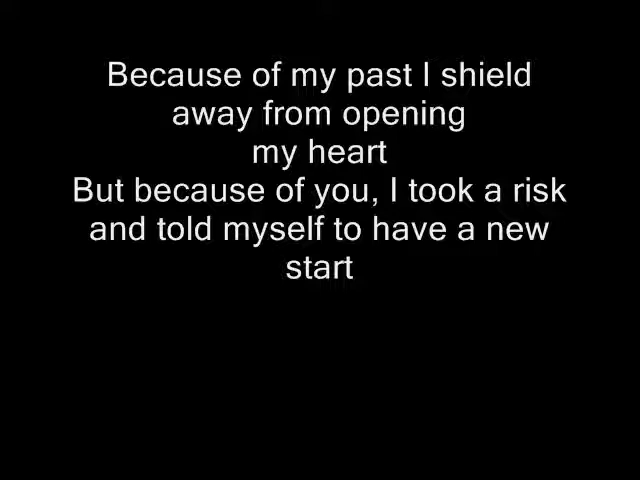 Because of my past I shield
away from opening
my heart
But because of you, I took a risk
and told myself to have a new
start